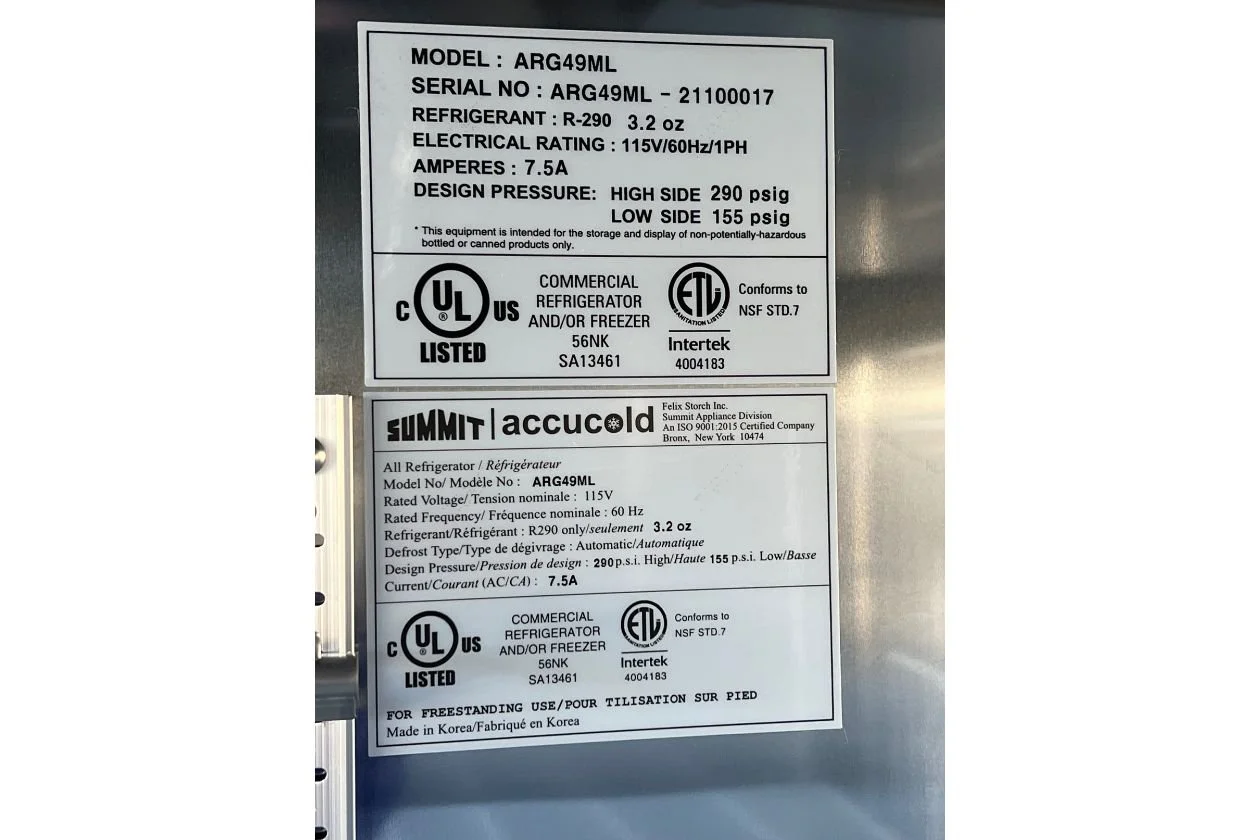 MODEL : ARG49ML
SERIAL NO : ARG49ML - 21100017
REFRIGERANT : R-290 3.2 oz
ELECTRICAL RATING : 115V/60Hz/1PH
AMPERES : 7.5A
DESIGN PRESSURE: HIGH SIDE 290 psig
LOW SIDE 155 psig
* This equipment is intended for the storage and display of non-potentially-hazardous
bottled or canned products only.
C UL ® US
LISTED
COMMERCIAL
REFRIGERATOR
AND/OR FREEZER
56NK
SA13461
ETL
SANITATION LISTED
Intertek
4004183
Conforms to
NSF STD.7
SUMMIT | accucold
Felix Storch Inc.
Summit Appliance Division
An ISO 9001:2015 Certified Company
Bronx, New York 10474
All Refrigerator / Réfrigérateur
Model No/ Modèle No : ARG49ML
Rated Voltage/ Tension nominale : 115V
Rated Frequency/ Fréquence nominale : 60 Hz
Refrigerant/Réfrigérant : R290 only/seulement 3.2 oz
Defrost Type/Type de dégivrage : Automatic/Automatique
Design Pressure/Pression de design : 290 p.s.i. High/Haute 155 p.s.i. Low/Basse
Current/Courant (AC/CA) : 7.5A
C UL ® US
LISTED
COMMERCIAL
REFRIGERATOR
AND/OR FREEZER
56NK
SA13461
ETL
SANITATION LISTED
Intertek
4004183
Conforms to
NSF STD.7
FOR FREESTANDING USE/POUR TILISATION SUR PIED
Made in Korea/Fabriqué en Korea